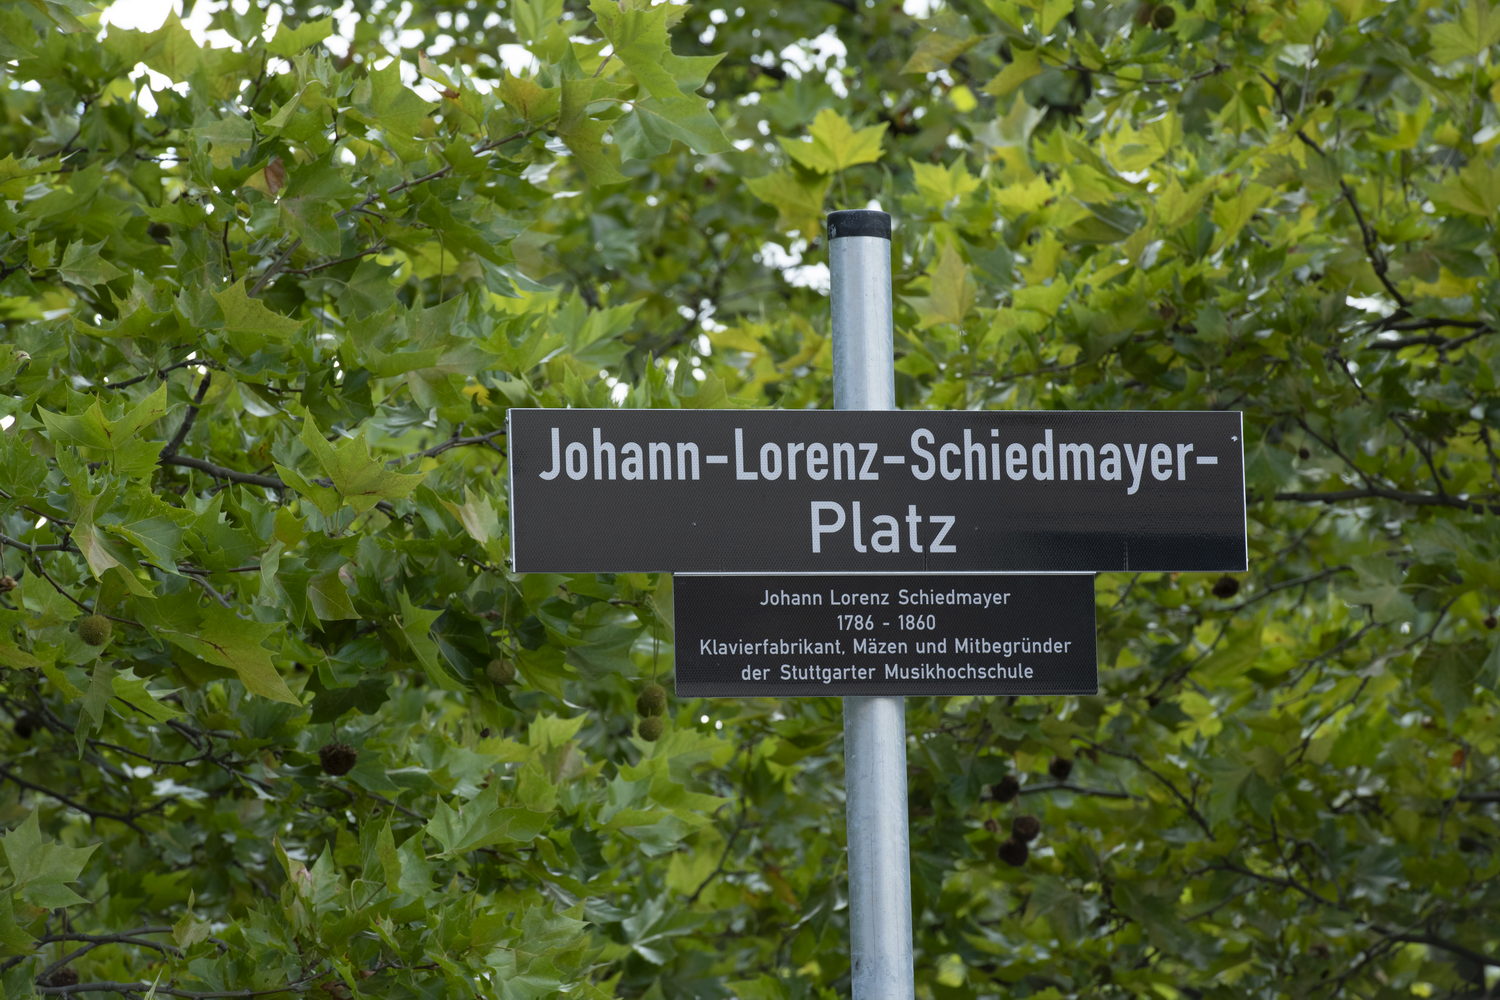 Johann-Lorenz-Schiedmayer-
Platz
Johann Lorenz Schiedmayer
1786 - 1860
Klavierfabrikant, Mäzen und Mitbegründer
der Stuttgarter Musikhochschule